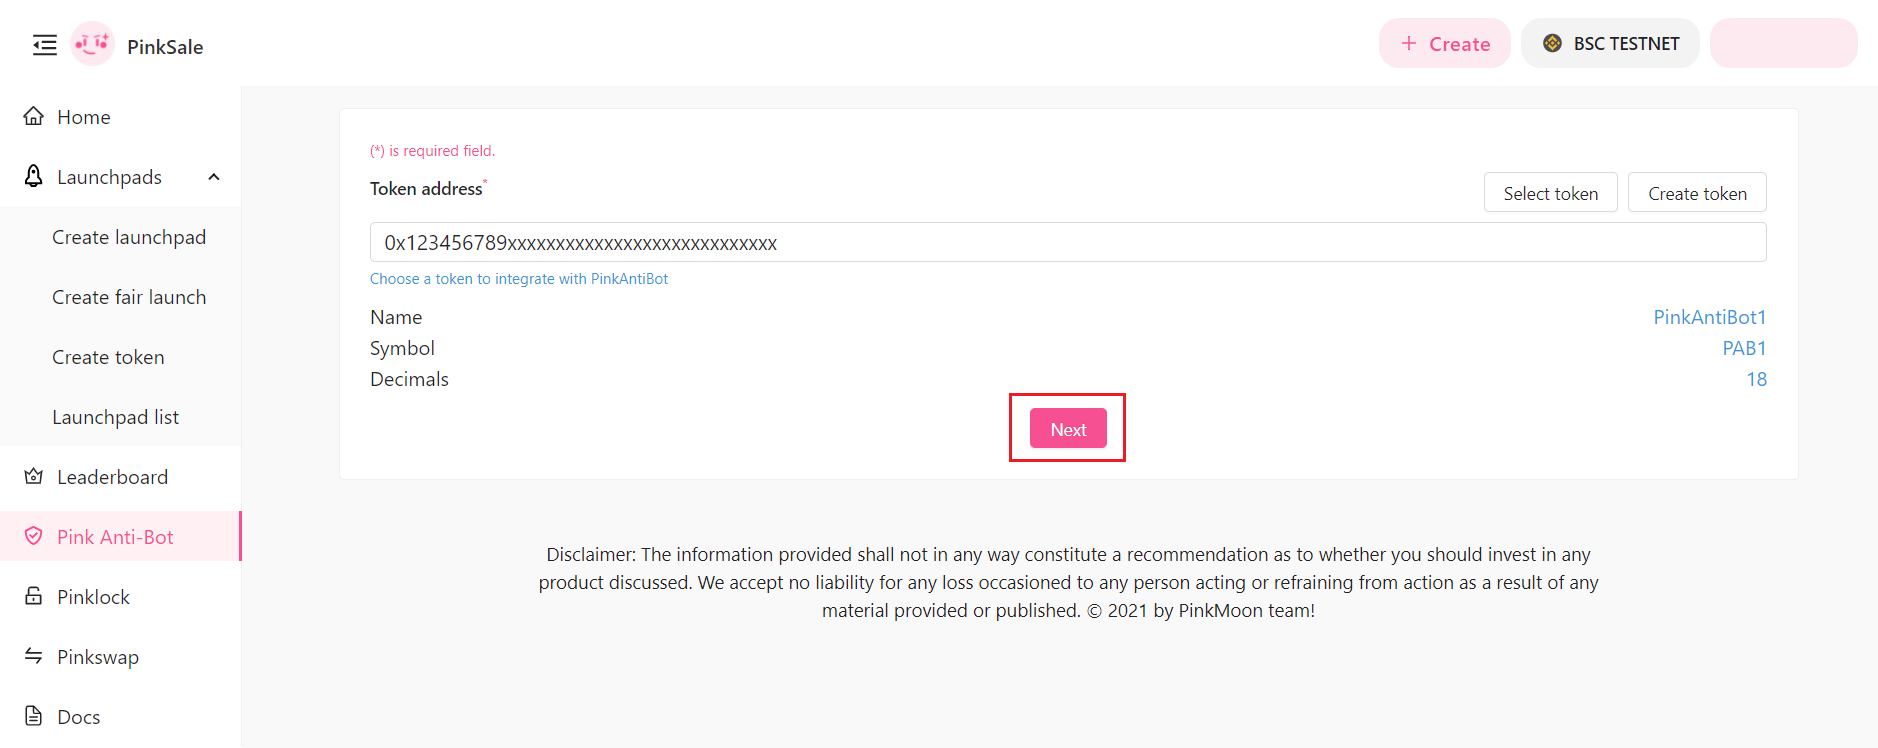 PinkSale
+ Create
BSC TESTNET
Home
Launchpads
Create launchpad
Create fair launch
Create token
Launchpad list
Leaderboard
Pink Anti-Bot
Pinklock
Pinkswap
Docs
(*) is required field.
Token address*
Select token
Create token
0x123456789xxxxxxxxxxxxxxxxxxxxxxxxxxxx
Choose a token to integrate with PinkAntiBot
Name PinkAntiBot1
Symbol PAB1
Decimals 18
Next
Disclaimer: The information provided shall not in any way constitute a recommendation as to whether you should invest in any
product discussed. We accept no liability for any loss occasioned to any person acting or refraining from action as a result of any
material provided or published. © 2021 by PinkMoon team!